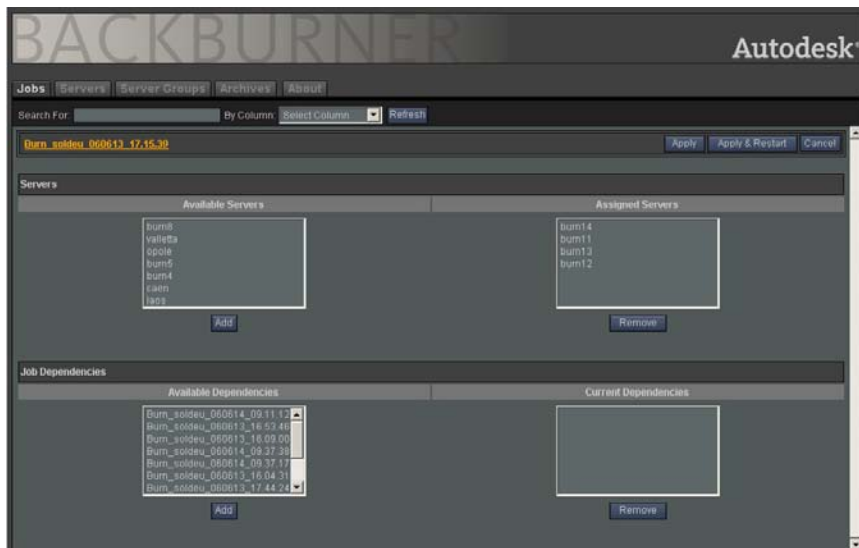 BACKBURNER
Autodesk
Jobs Servers Server Groups Archives About
Search For: By Column: Select Column Refresh
Burn_soldeu_060613_17.15.39 Apply Apply & Restart Cancel
Servers
Available Servers Assigned Servers
burn8 burn14
valletta burn11
opole burn13
burn5 burn12
burn4
caen
laos
Add Remove
Job Dependencies
Available Dependencies Current Dependencies
Burn_soldeu_060614_09.11.12
Burn_soldeu_060613_16.53.46
Burn_soldeu_060613_16.09.00
Burn_soldeu_060614_09.37.38
Burn_soldeu_060614_09.37.17
Burn_soldeu_060613_16.04.31
Burn_soldeu_060613_17.44.24
Add Remove